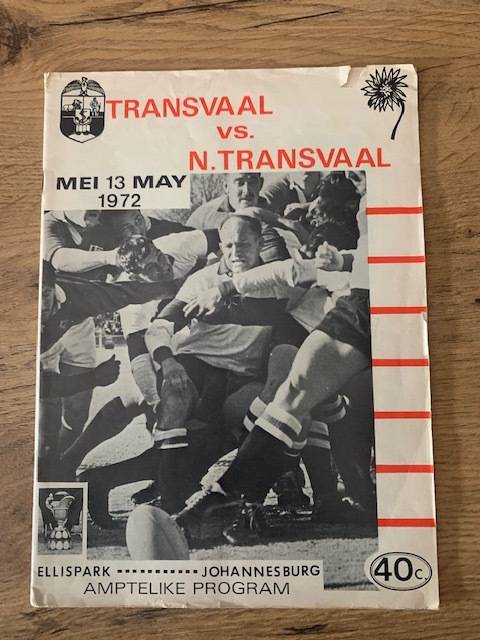 TRANSVAAL
vs.
N.TRANSVAAL
MEI 13 MAY
1972
ELLISPARK ----------- JOHANNESBURG
AMPTELIKE PROGRAM
40c.